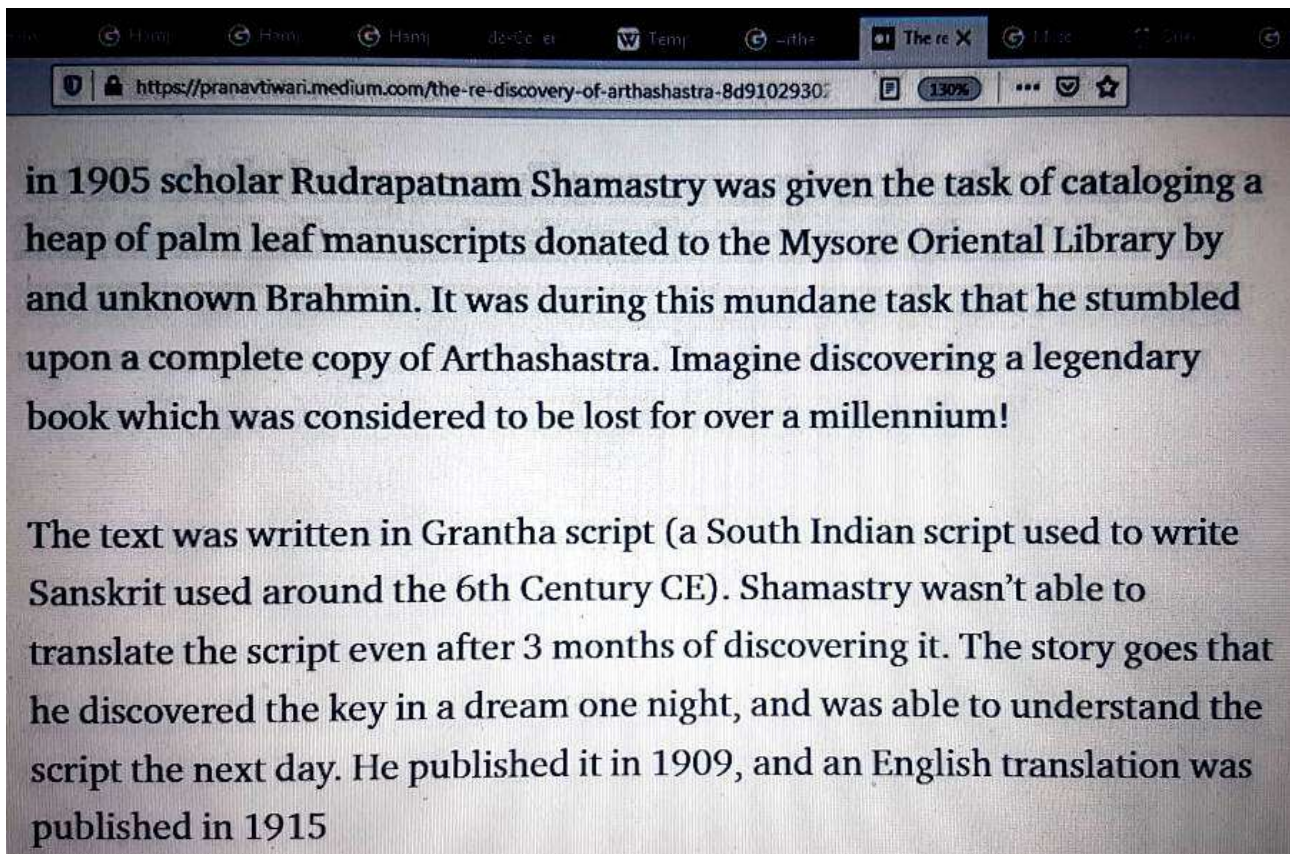 Temp
The re X
https://pranavtiwari.medium.com/the-re-discovery-of-arthashastra-8d9102930
130%
in 1905 scholar Rudrapatnam Shamastry was given the task of cataloging a
heap of palm leaf manuscripts donated to the Mysore Oriental Library by
and unknown Brahmin. It was during this mundane task that he stumbled
upon a complete copy of Arthashastra. Imagine discovering a legendary
book which was considered to be lost for over a millennium!
The text was written in Grantha script (a South Indian script used to write
Sanskrit used around the 6th Century CE). Shamastry wasn't able to
translate the script even after 3 months of discovering it. The story goes that
he discovered the key in a dream one night, and was able to understand the
script the next day. He published it in 1909, and an English translation was
published in 1915